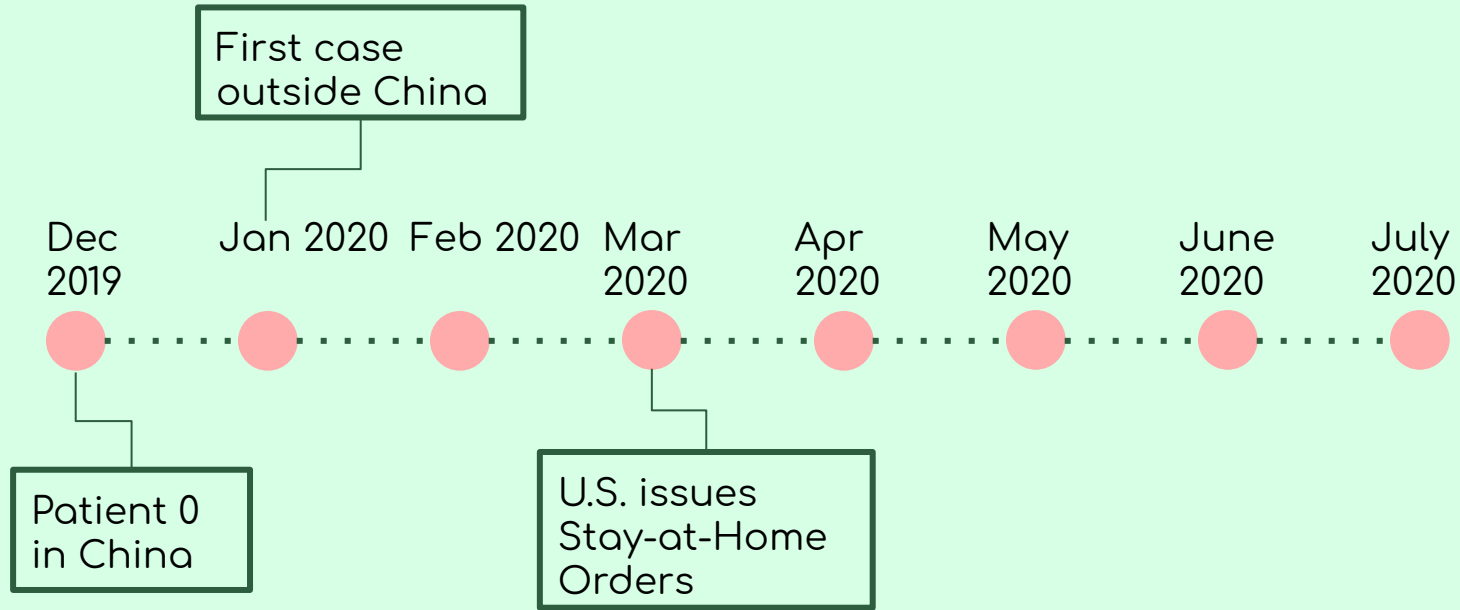 First case
outside China
Dec
2019
Jan 2020
Feb 2020
Mar
2020
Apr
2020
May
2020
June
2020
July
2020
Patient 0
in China
U.S. issues
Stay-at-Home
Orders